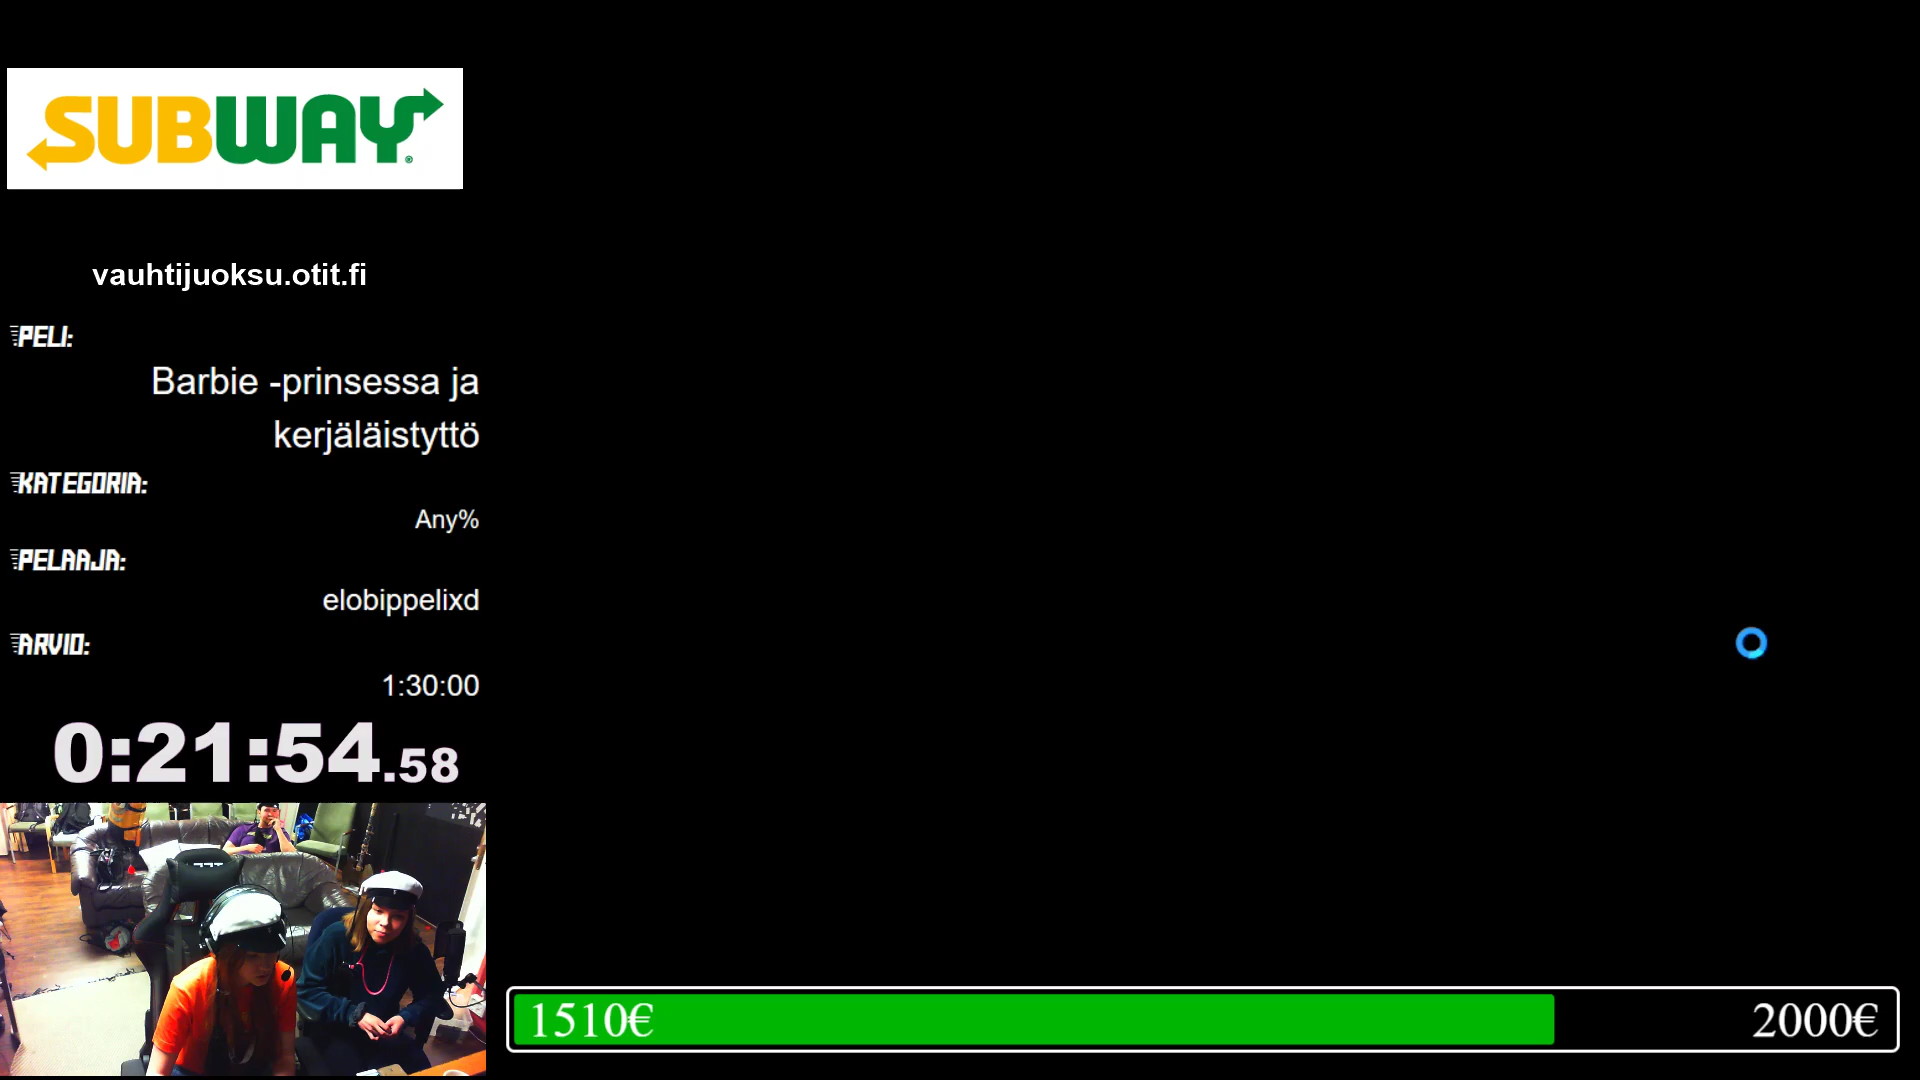 SUBWAY
vauhtijuoksu.otit.fi
PELI:
Barbie -prinsessa ja
kerjäläistyttö
KATEGORIA:
Any%
PELAAJA:
elobippelixd
ARVIO:
1:30:00
0:21:54.58
1510€ 2000€